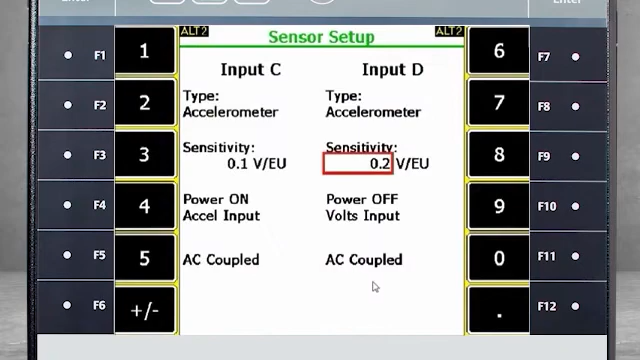 Enter
Enter
ALT2
Sensor Setup
ALT2
Input C
Input D
Type:
Accelerometer
Type:
Accelerometer
Sensitivity:
0.1 V/EU
Sensitivity:
0.2 V/EU
Power ON
Accel Input
Power OFF
Volts Input
AC Coupled
AC Coupled
F1
1
F2
2
F3
3
F4
4
F5
5
F6
+/-
6
F7
7
F8
8
F9
9
F10
0
F11
.
F12